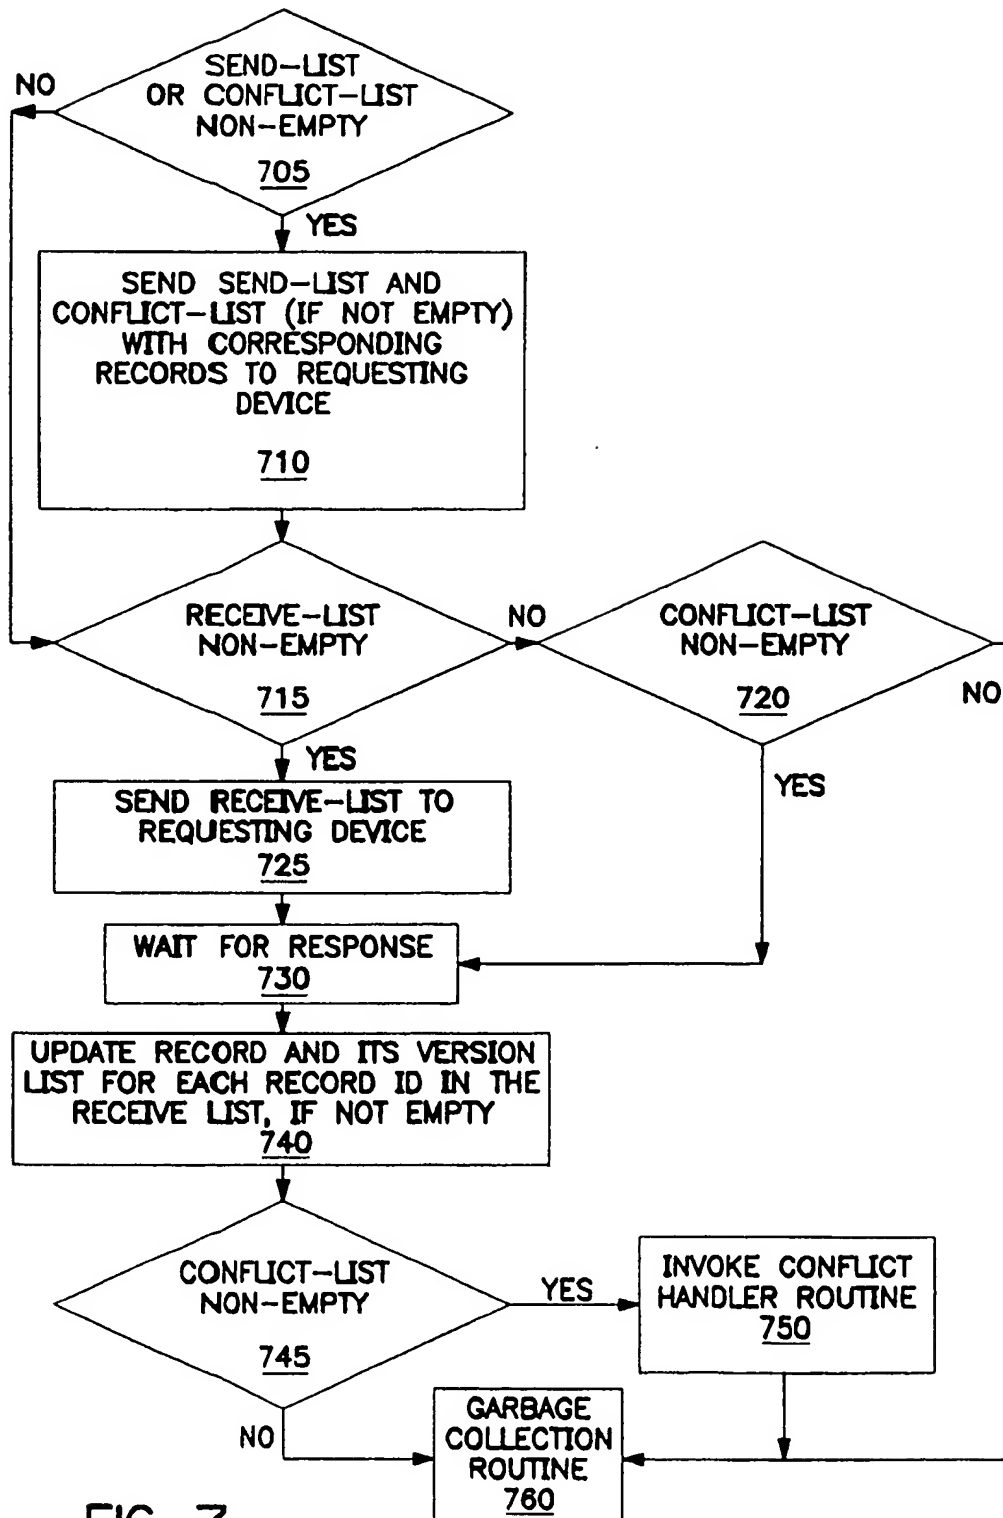 SEND-LIST
OR CONFLICT-LIST
NON-EMPTY
705
NO
YES
SEND SEND-LIST AND
CONFLICT-LIST (IF NOT EMPTY)
WITH CORRESPONDING
RECORDS TO REQUESTING
DEVICE
710
RECEIVE-LIST
NON-EMPTY
715
NO
CONFLICT-LIST
NON-EMPTY
720
NO
YES
YES
SEND RECEIVE-LIST TO
REQUESTING DEVICE
725
WAIT FOR RESPONSE
730
UPDATE RECORD AND ITS VERSION
LIST FOR EACH RECORD ID IN THE
RECEIVE LIST, IF NOT EMPTY
740
CONFLICT-LIST
NON-EMPTY
745
YES
INVOKE CONFLICT
HANDLER ROUTINE
750
NO
GARBAGE
COLLECTION
ROUTINE
760
FIG. 7